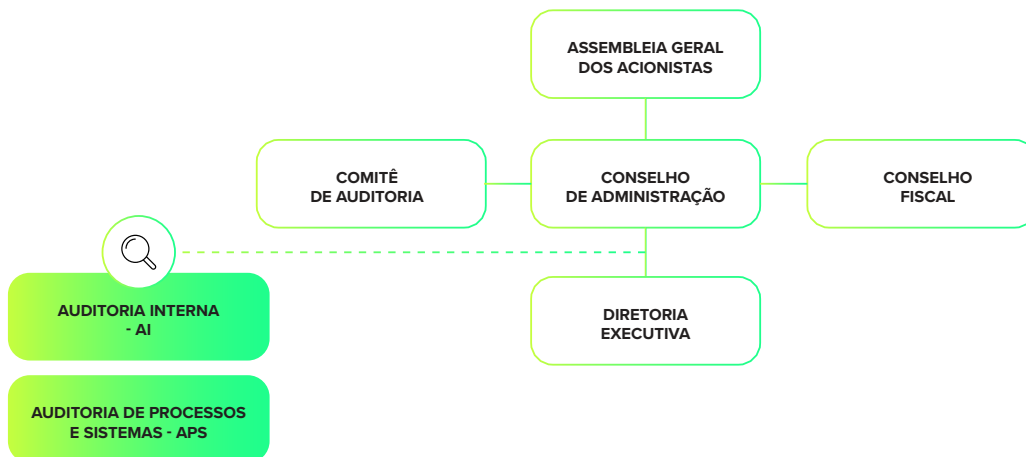 ASSEMBLEIA GERAL
DOS ACIONISTAS
COMITÊ
DE AUDITORIA
CONSELHO
DE ADMINISTRAÇÃO
CONSELHO
FISCAL
AUDITORIA INTERNA
- AI
DIRETORIA
EXECUTIVA
AUDITORIA DE PROCESSOS
E SISTEMAS - APS